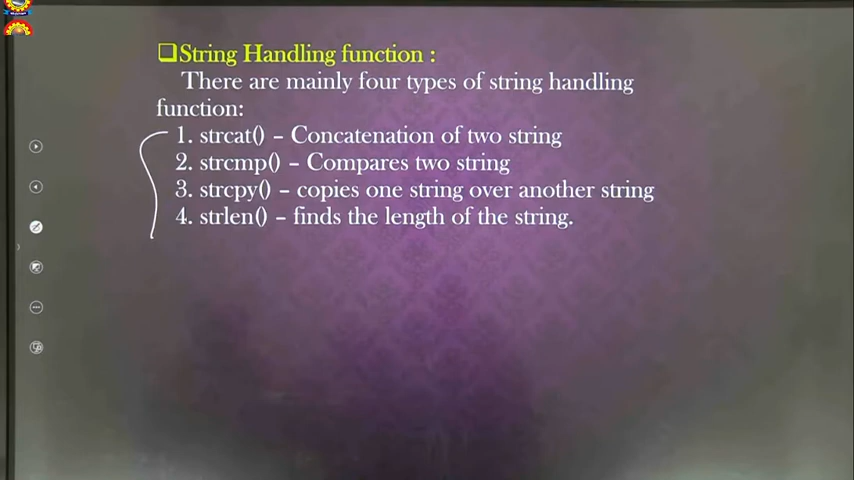 ❑String Handling function :
There are mainly four types of string handling
function:
1. strcat() – Concatenation of two string
2. strcmp() – Compares two string
3. strcpy() – copies one string over another string
4. strlen() – finds the length of the string.